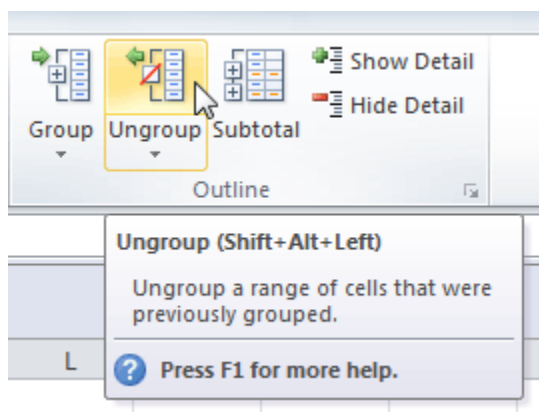 Show Detail
Hide Detail
Group Ungroup Subtotal
Outline
Ungroup (Shift+Alt+Left)
Ungroup a range of cells that were
previously grouped.
L
Press F1 for more help.